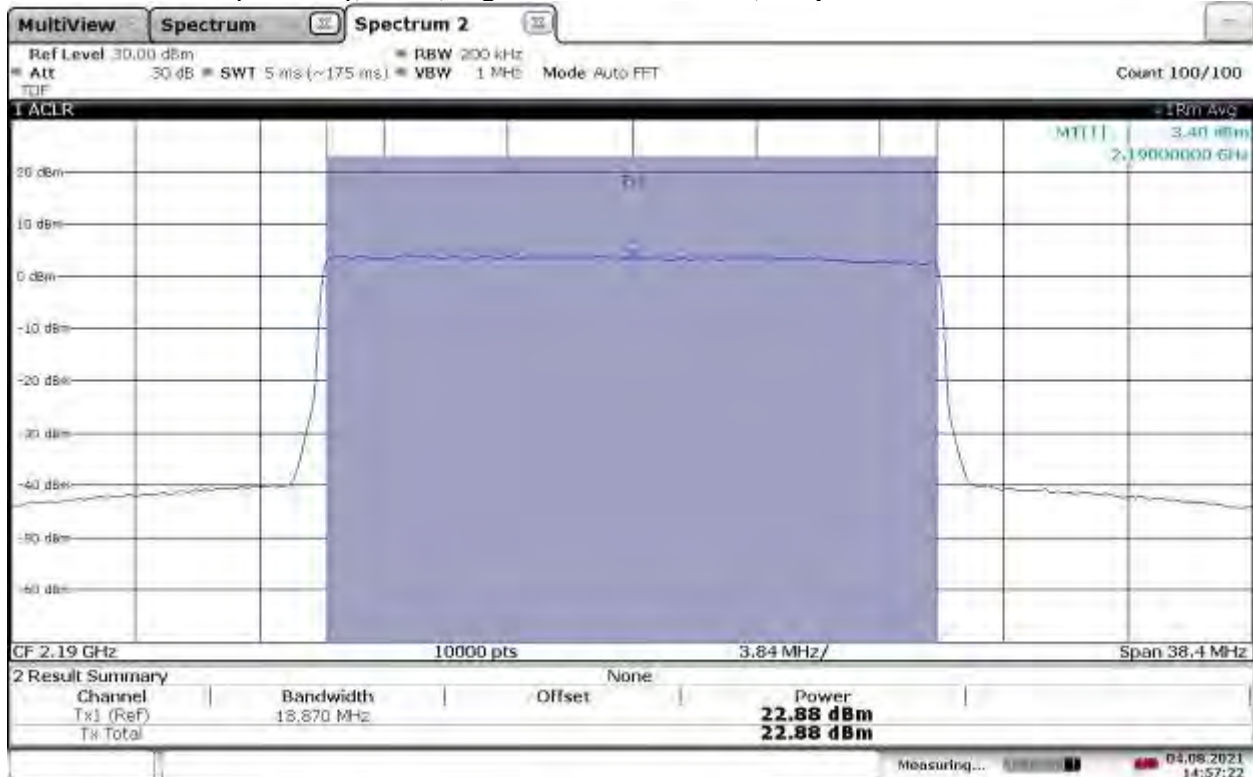 MultiView Spectrum Spectrum 2
Ref Level 30.00 dBm RBW 200 kHz
Att 30 dB SWT 5 ms (~175 ms) VBW 1 MHz Mode Auto FFT Count 100/100
TDF
1 ACLR 1Rm Avg
M1[1] 3.40 dBm
2.19000000 GHz
20 dBm
10 dBm
0 dBm
-10 dBm
-20 dBm
-30 dBm
-40 dBm
-50 dBm
-60 dBm
CF 2.19 GHz 10000 pts 3.84 MHz/ Span 38.4 MHz
2 Result Summary None
Channel Bandwidth Offset Power
Tx1 (Ref) 18.870 MHz 22.88 dBm
Tx Total 22.88 dBm
Measuring... 04.08.2021
14:57:22